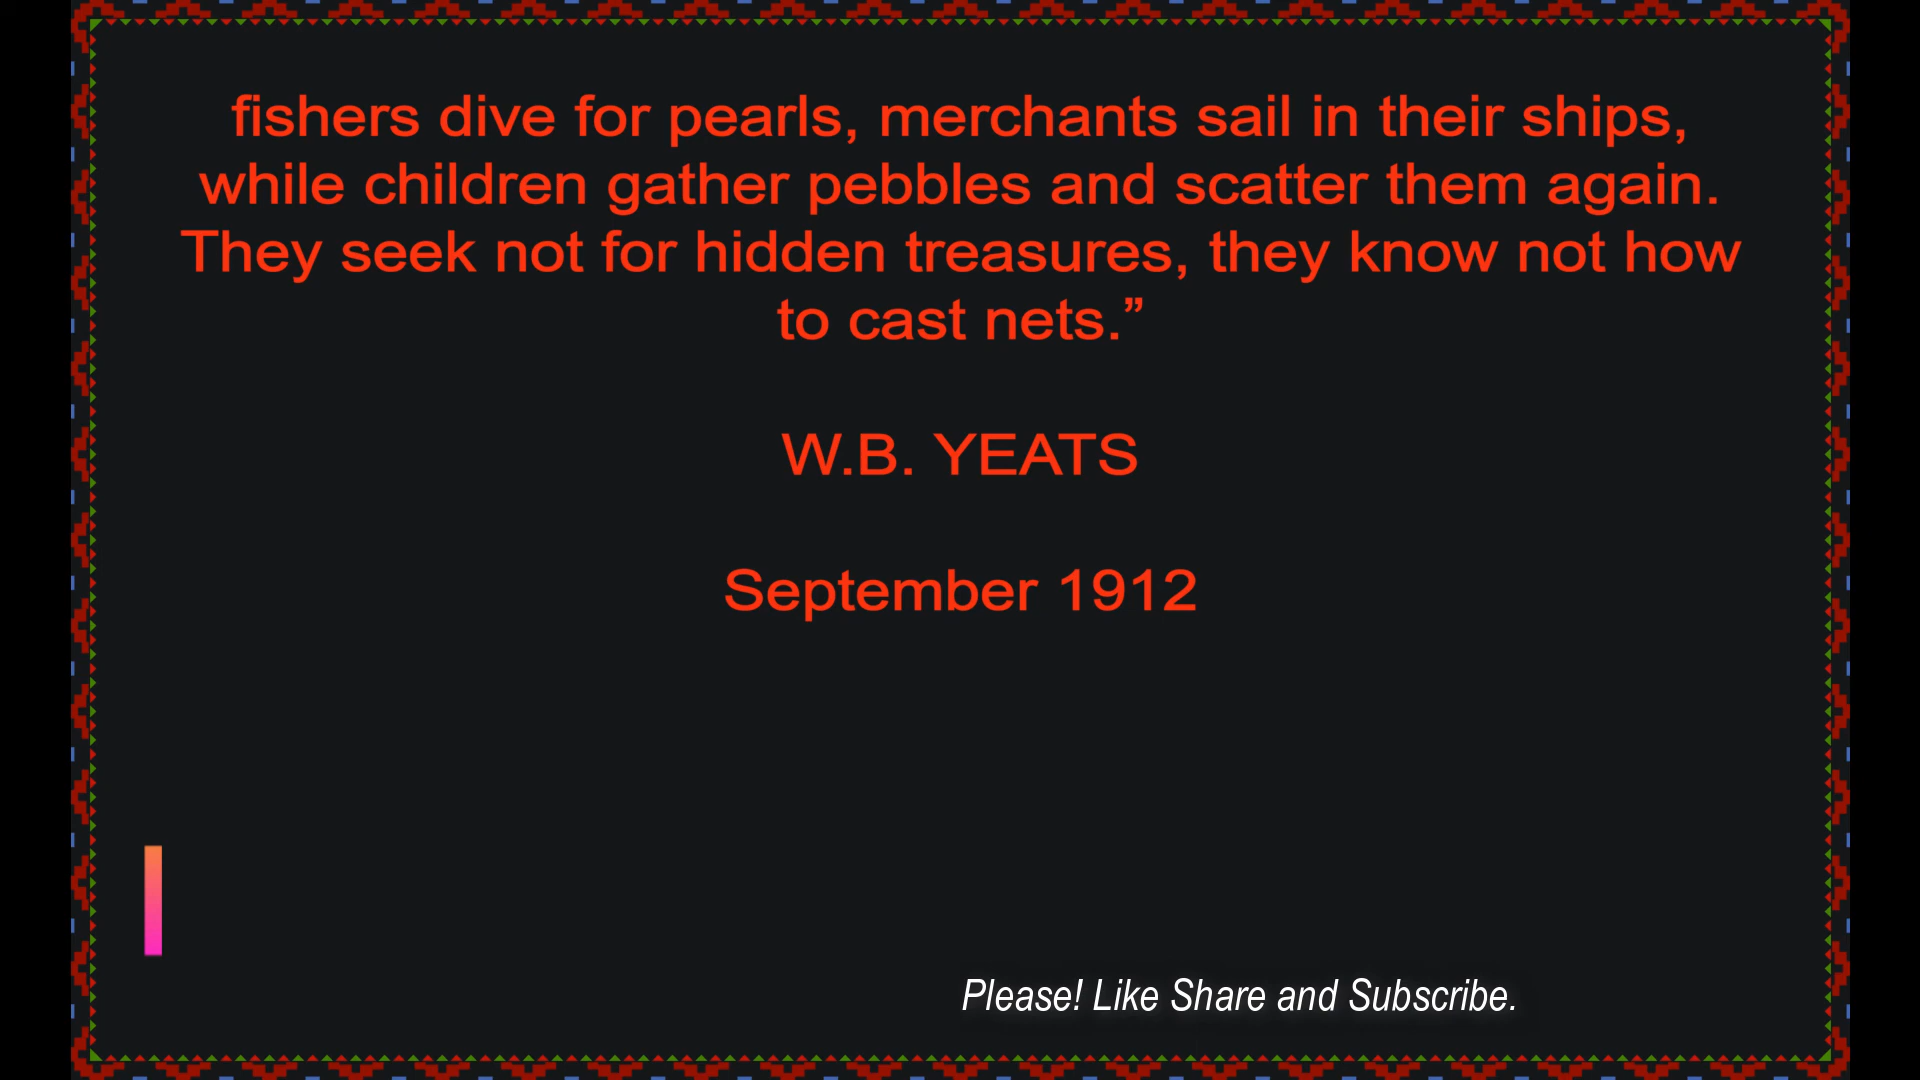 fishers dive for pearls, merchants sail in their ships,
while children gather pebbles and scatter them again.
They seek not for hidden treasures, they know not how
to cast nets.”
W.B. YEATS
September 1912
Please! Like Share and Subscribe.